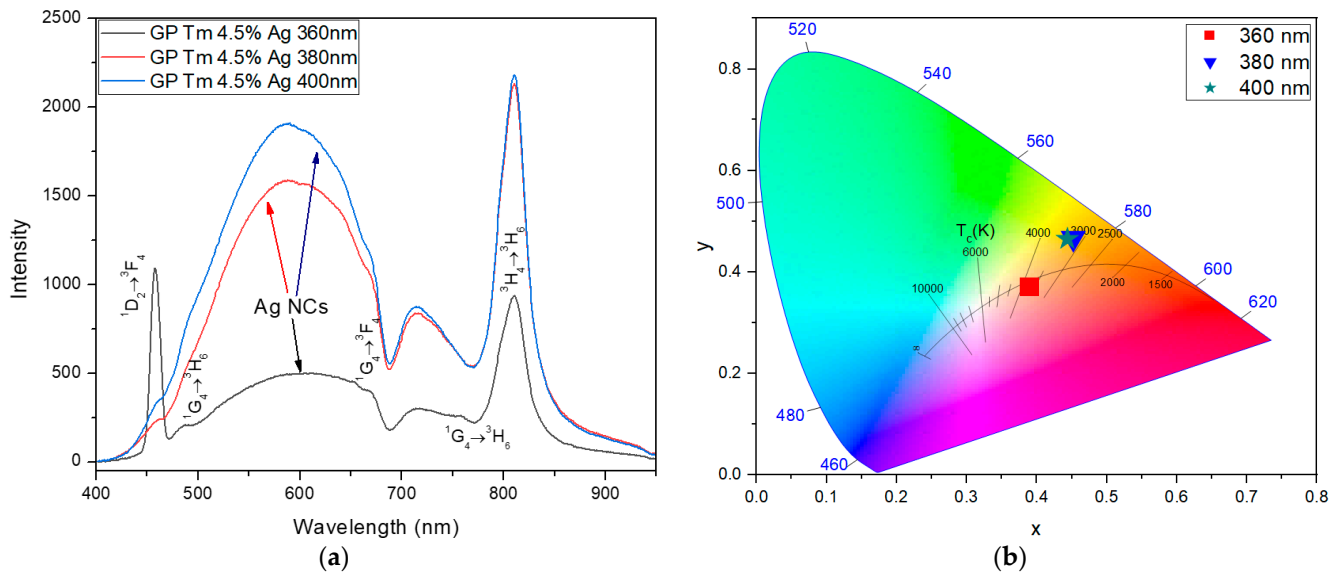 GP Tm 4.5% Ag 360nm
GP Tm 4.5% Ag 380nm
GP Tm 4.5% Ag 400nm
2500
2000
1500
1000
500
0
Intensity
¹D₂→³F₄
¹G₄→³H₆
Ag NCs
¹G₄→³F₄
¹G₄→³H₆
³H₄→³H₆
400
500
600
700
800
900
Wavelength (nm)
(a)
360 nm
380 nm
400 nm
0.8
0.6
0.4
0.2
0.0
y
520
540
560
500
580
600
620
480
460
T_c(K)
4000
3000
2500
6000
10000
2000
1500
∞
0.0
0.1
0.2
0.3
0.4
0.5
0.6
0.7
0.8
x
(b)